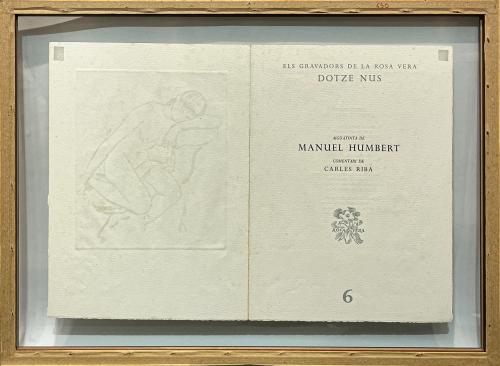 ELS GRAVADORS DE LA ROSA VERA
DOTZE NUS
AIGUATINTA DE
MANUEL HUMBERT
COMENTARI DE
CARLES RIBA
ROSA VERA
6